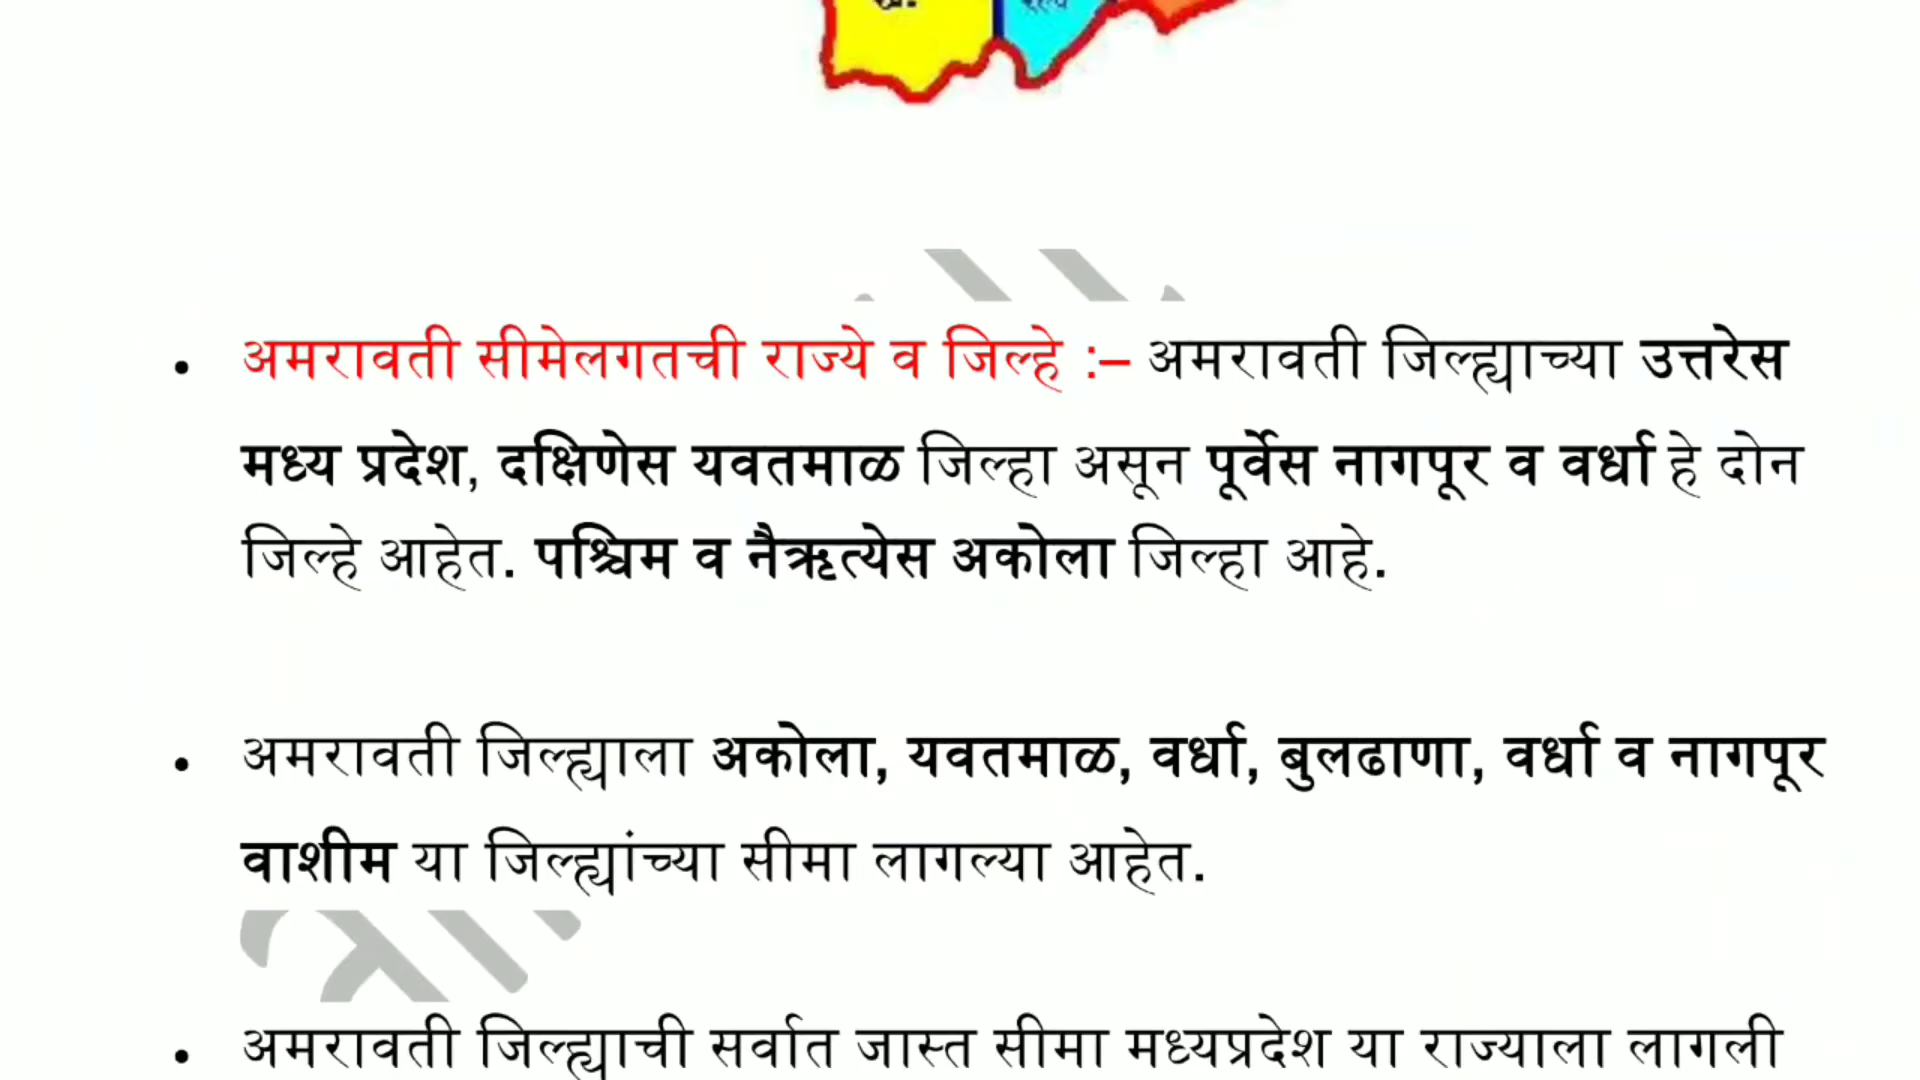 अमरावती सीमेलगतची राज्ये व जिल्हे :– अमरावती जिल्ह्याच्या उत्तरेस
मध्य प्रदेश, दक्षिणेस यवतमाळ जिल्हा असून पूर्वेस नागपूर व वर्धा हे दोन
जिल्हे आहेत. पश्चिम व नैऋत्येस अकोला जिल्हा आहे.
अमरावती जिल्ह्याला अकोला, यवतमाळ, वर्धा, बुलढाणा, वर्धा व नागपूर
वाशीम या जिल्ह्यांच्या सीमा लागल्या आहेत.
अमरावती जिल्ह्याची सर्वात जास्त सीमा मध्यप्रदेश या राज्याला लागली